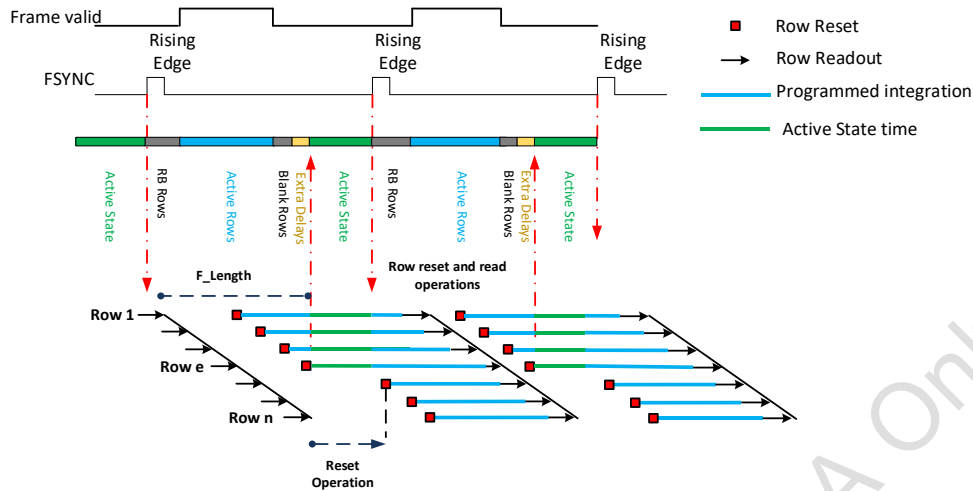 Frame valid
Rising
Edge
Rising
Edge
Rising
Edge
FSYNC
Row Reset
Row Readout
Programmed integration
Active State time
Active State
RB Rows
Active Rows
Blank Rows
Extra Delays
Active State
RB Rows
Active Rows
Blank Rows
Extra Delays
Active State
F_Length
Row reset and read
operations
Row 1
Row e
Row n
Reset
Operation
A Onl